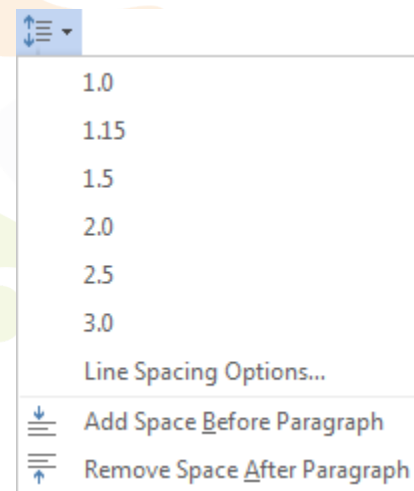 1.0
1.15
1.5
2.0
2.5
3.0
Line Spacing Options...
Add Space Before Paragraph
Remove Space After Paragraph